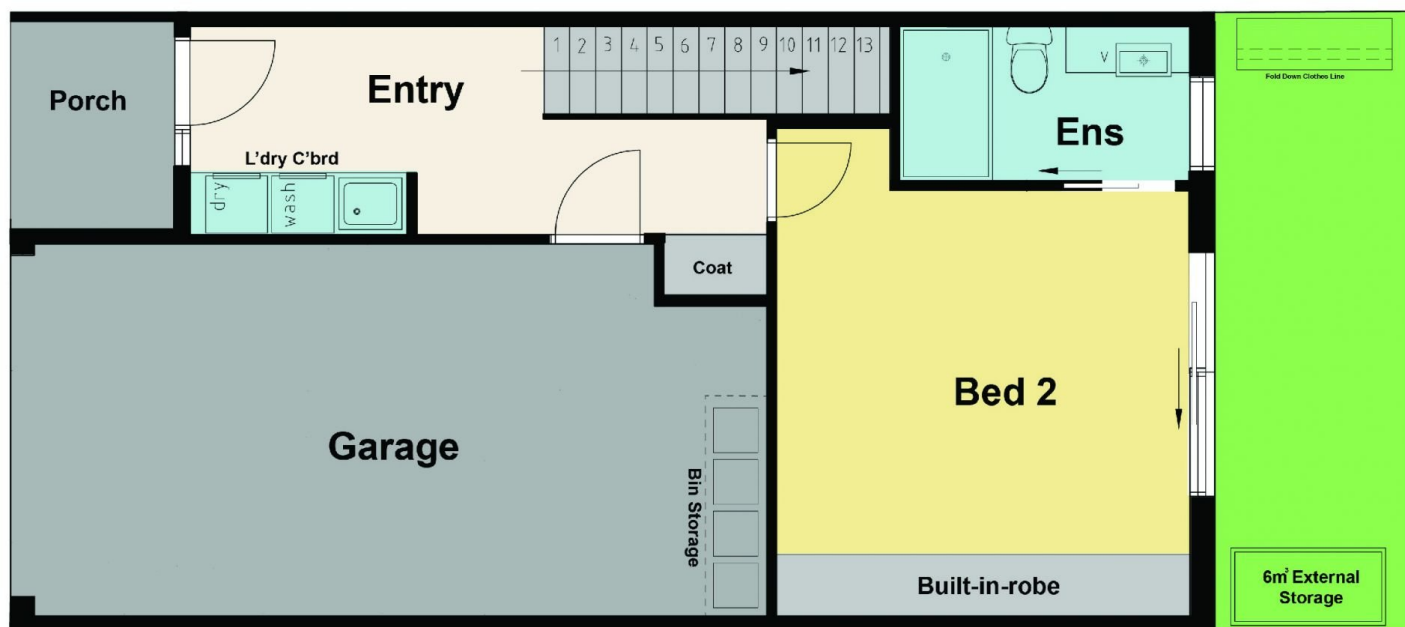 Porch
Entry
1 2 3 4 5 6 7 8 9 10 11 12 13
V
Fold Down Clothes Line
Ens
L'dry C'brd
dry
wash
Coat
Bed 2
Garage
Bin Storage
Built-in-robe
6m³ External
Storage